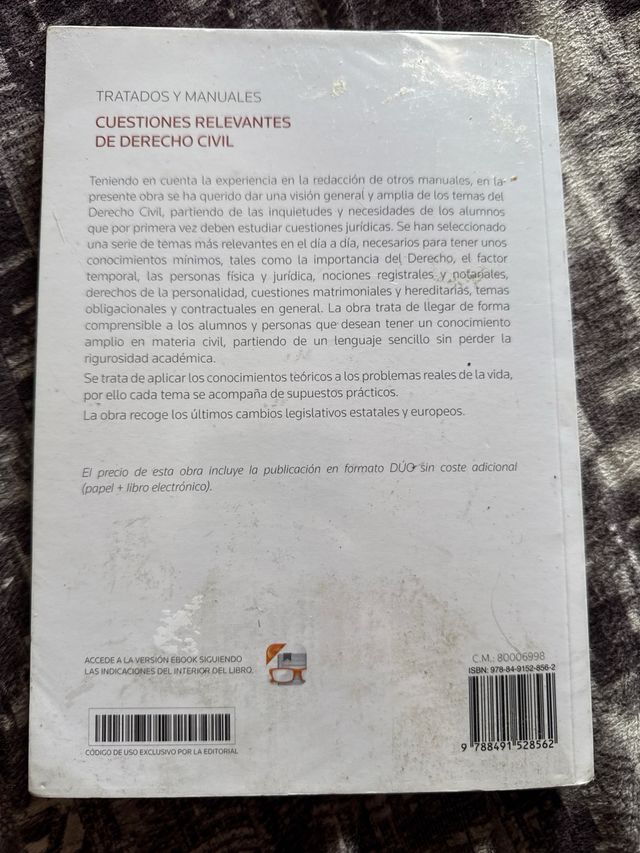 TRATADOS Y MANUALES
CUESTIONES RELEVANTES
DE DERECHO CIVIL
Teniendo en cuenta la experiencia en la redacción de otros manuales, en la
presente obra se ha querido dar una visión general y amplia de los temas del
Derecho Civil, partiendo de las inquietudes y necesidades de los alumnos
que por primera vez deben estudiar cuestiones jurídicas. Se han seleccionado
una serie de temas más relevantes en el día a día, necesarios para tener unos
conocimientos mínimos, tales como la importancia del Derecho, el factor
temporal, las personas física y jurídica, nociones registrales y notariales,
derechos de la personalidad, cuestiones matrimoniales y hereditarias, temas
obligacionales y contractuales en general. La obra trata de llegar de forma
comprensible a los alumnos y personas que desean tener un conocimiento
amplio en materia civil, partiendo de un lenguaje sencillo sin perder la
rigurosidad académica.
Se trata de aplicar los conocimientos teóricos a los problemas reales de la vida,
por ello cada tema se acompaña de supuestos prácticos.
La obra recoge los últimos cambios legislativos estatales y europeos.
El precio de esta obra incluye la publicación en formato DÚO sin coste adicional
(papel + libro electrónico).
ACCEDE A LA VERSIÓN EBOOK SIGUIENDO
LAS INDICACIONES DEL INTERIOR DEL LIBRO.
CÓDIGO DE USO EXCLUSIVO POR LA EDITORIAL
C.M.: 80006998
ISBN: 978-84-9152-856-2
9 788491 528562